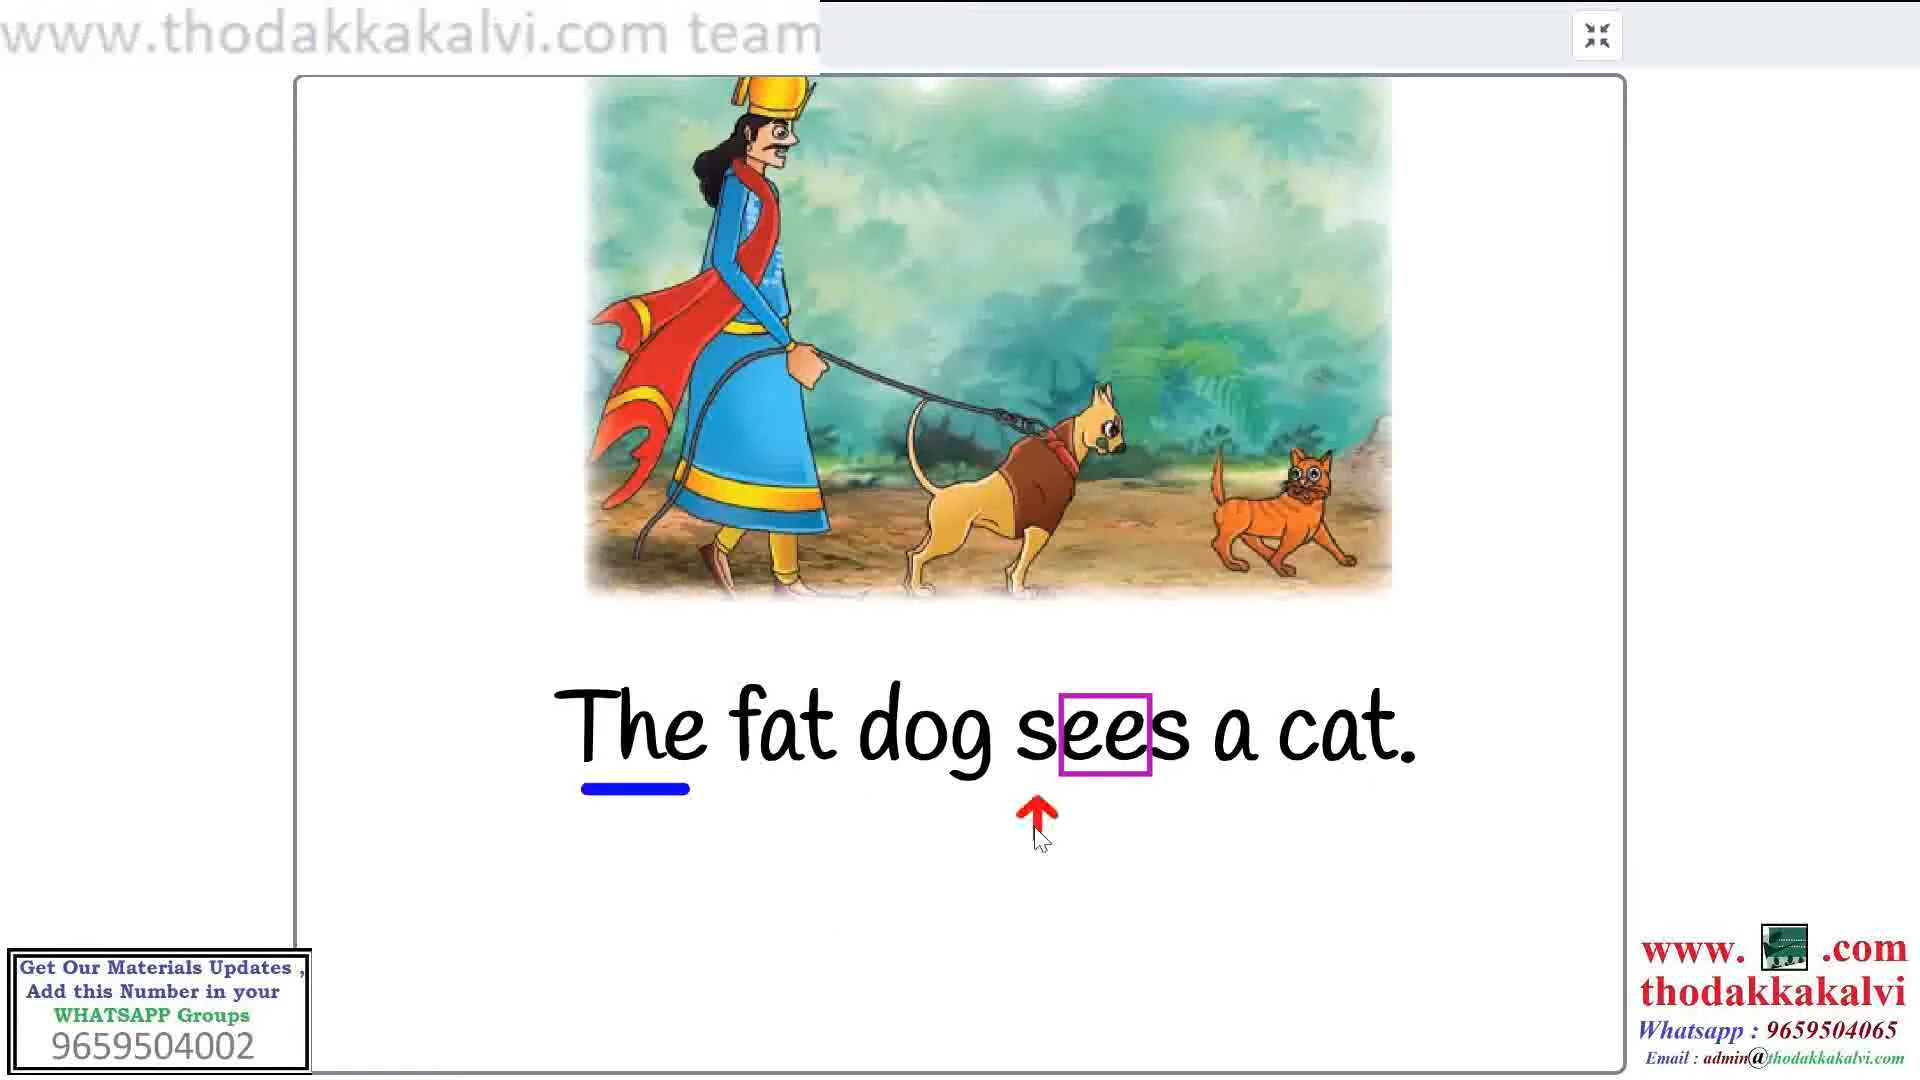 www.thodakkakalvi.com team
The fat dog sees a cat.
Get Our Materials Updates ,
Add this Number in your
WHATSAPP Groups
9659504002
www. .com
thodakkakalvi
Whatsapp : 9659504065
Email : admin@thodakkakalvi.com